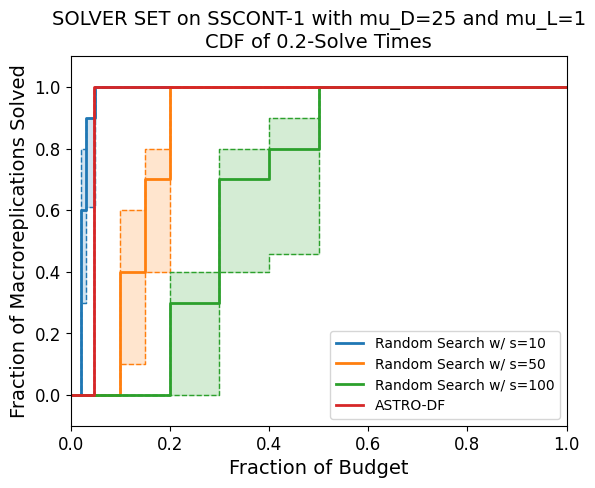 SOLVER SET on SSCONT-1 with mu_D=25 and mu_L=1
CDF of 0.2-Solve Times
Fraction of Macroreplications Solved
1.0
0.8
0.6
0.4
0.2
0.0
Random Search w/ s=10
Random Search w/ s=50
Random Search w/ s=100
ASTRO-DF
0.0 0.2 0.4 0.6 0.8 1.0
Fraction of Budget